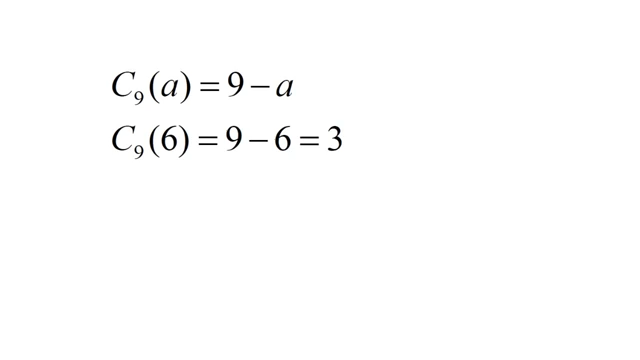 C₉(a) = 9 − a
C₉(6) = 9 − 6 = 3